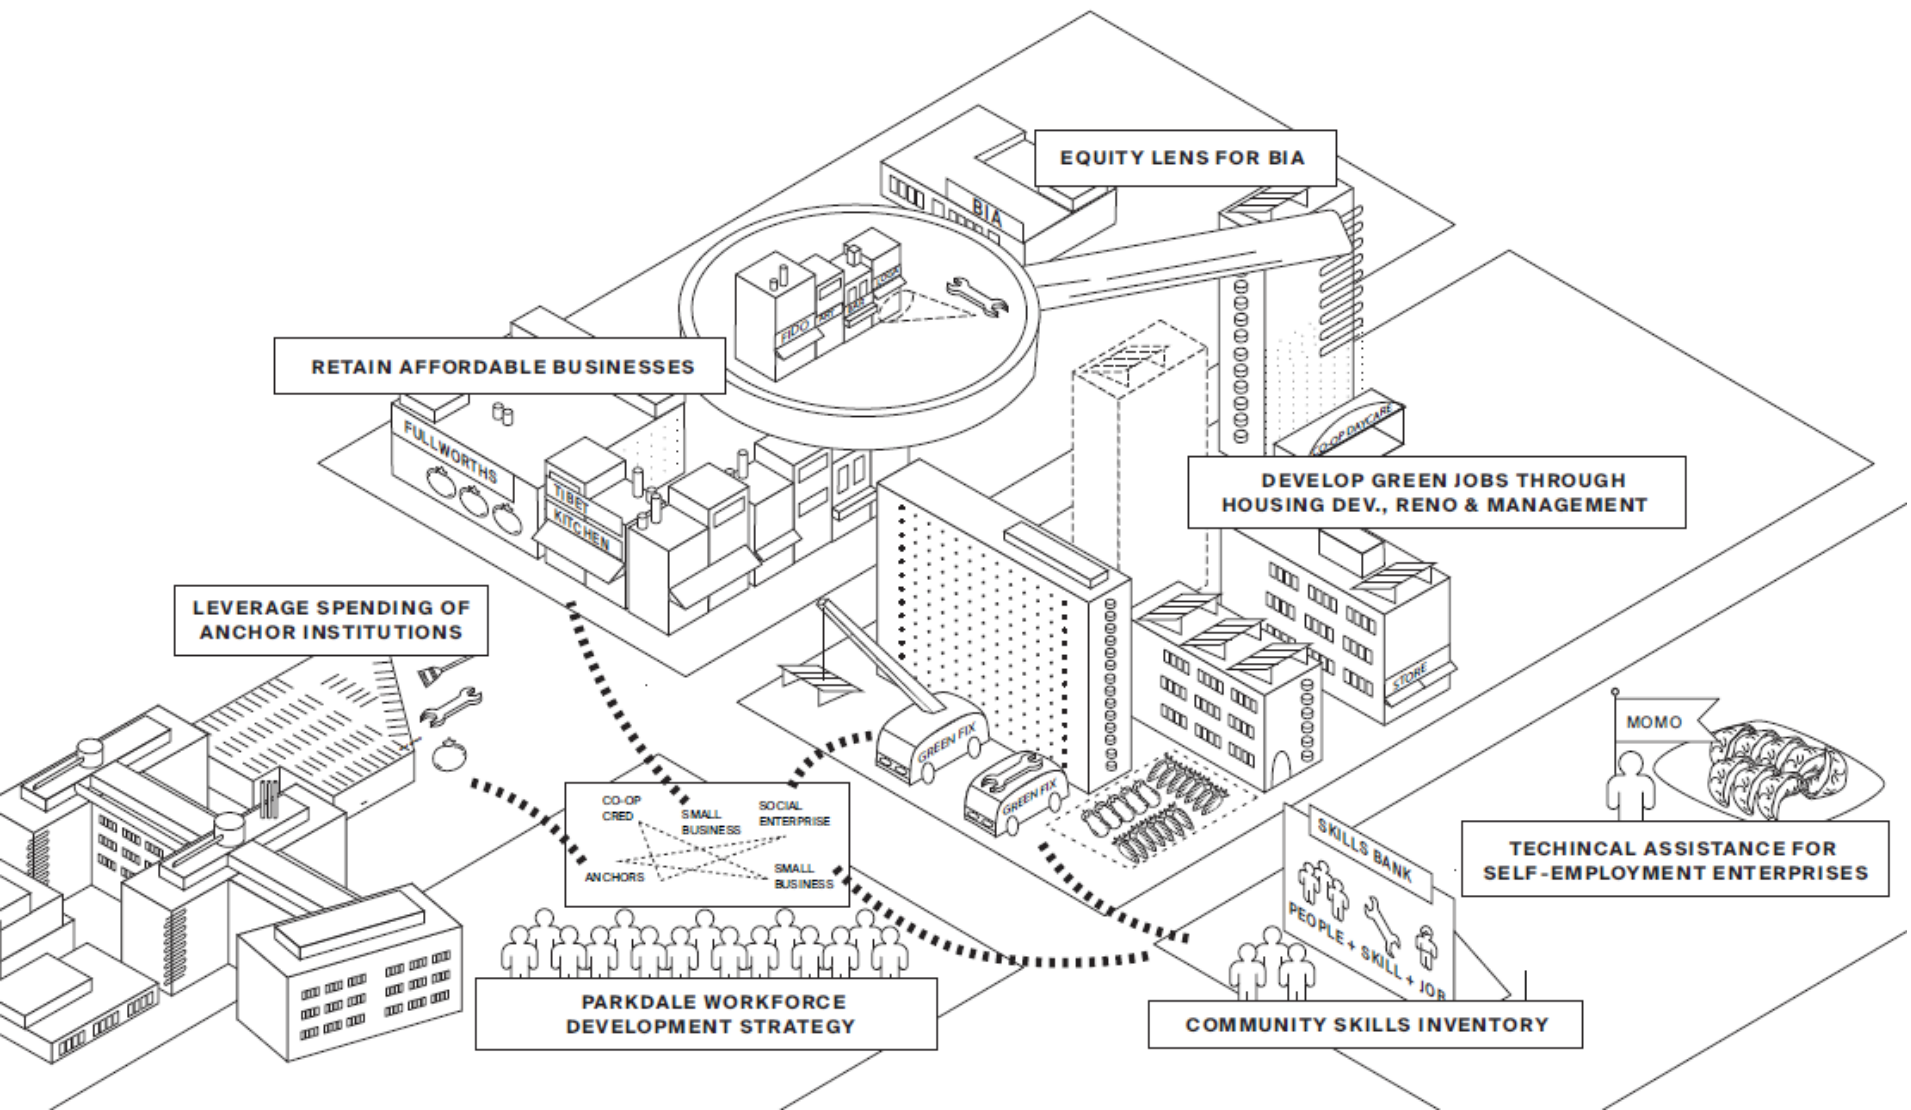 EQUITY LENS FOR BIA
BIA
FIDO
ART
BAR
RETAIN AFFORDABLE BUSINESSES
FULLWORTHS
TIBET
KITCHEN
CO-OP DAYCARE
DEVELOP GREEN JOBS THROUGH
HOUSING DEV., RENO & MANAGEMENT
STORE
LEVERAGE SPENDING OF
ANCHOR INSTITUTIONS
GREEN FIX
GREEN FIX
MOMO
TECHINCAL ASSISTANCE FOR
SELF-EMPLOYMENT ENTERPRISES
CO-OP
CRED
SMALL
BUSINESS
SOCIAL
ENTERPRISE
ANCHORS
SMALL
BUSINESS
PARKDALE WORKFORCE
DEVELOPMENT STRATEGY
SKILLS BANK
PEOPLE + SKILL + JOB
COMMUNITY SKILLS INVENTORY